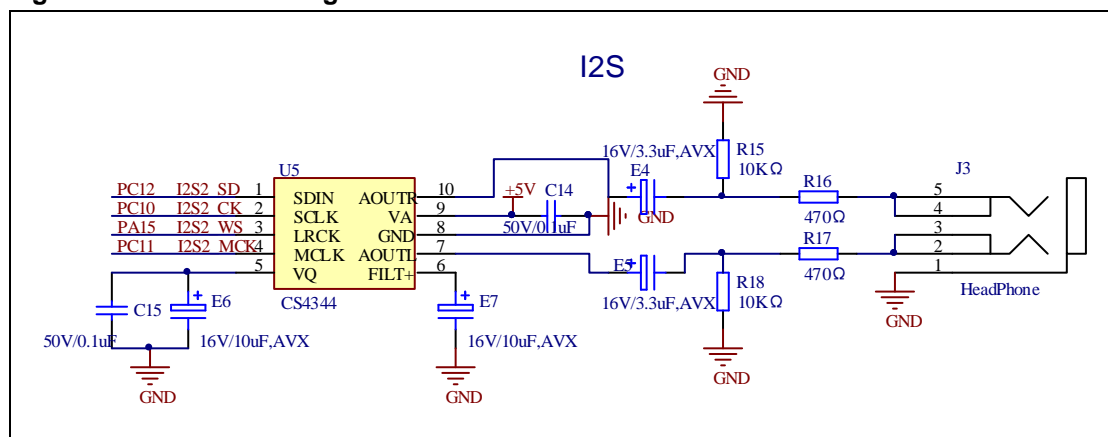 I2S
GND
16V/3.3uF,AVX
R15
10KΩ
J3
U5
E4
+5V
C14
R16
PC12 I2S2_SD 1 SDIN AOUTR 10
5
PC10 I2S2_CK 2 SCLK VA 9
GND
470Ω
4
PA15 I2S2_WS 3 LRCK GND 8
50V/0.1uF
R17
3
PC11 I2S2_MCK 4 MCLK AOUTL 7
2
5 VQ FILT+ 6
E5
R18
470Ω
1
CS4344
16V/3.3uF,AVX
10KΩ
HeadPhone
C15
E6
E7
GND
50V/0.1uF
16V/10uF,AVX
16V/10uF,AVX
GND
GND
GND